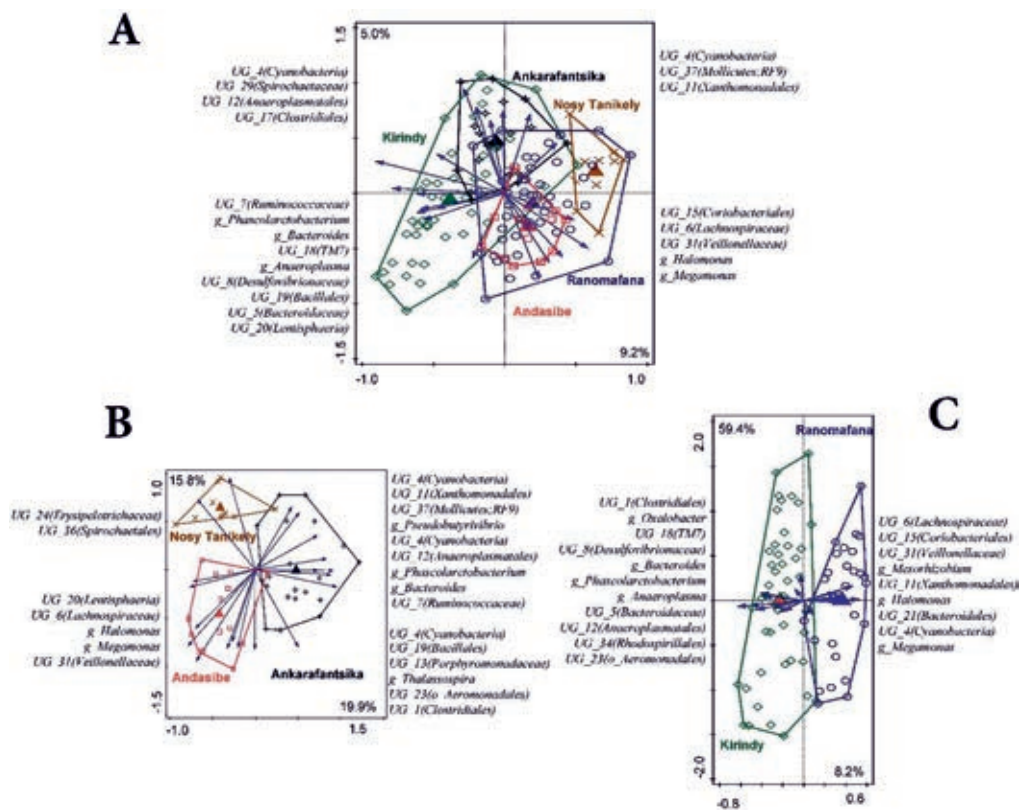 A
1.5
5.0%
UG_4(Cyanobacteria)
UG_29(Spirochaetaceae)
UG_12(Anaeroplasmatales)
UG_17(Clostridiales)
UG_7(Ruminococcaceae)
g_Phascolarctobacterium
g_Bacteroides
UG_18(TM7)
g_Anaeroplasma
UG_8(Desulfovibrionaceae)
UG_19(Bacillales)
UG_5(Bacteroidaceae)
UG_20(Lentisphaeria)
Ankarafantsika
Nosy Tanikely
Kirindy
Ranomafana
Andasibe
UG_4(Cyanobacteria)
UG_37(Mollicutes;RF9)
UG_11(Xanthomonadales)
UG_15(Coriobacteriales)
UG_6(Lachnospiraceae)
UG_31(Veillonellaceae)
g_Halomonas
g_Megamonas
9.2%
-1.5
-1.0
1.0
B
1.0
15.8%
UG_24(Erysipelotrichaceae)
UG_36(Spirochaetales)
UG_20(Lentisphaeria)
UG_6(Lachnospiraceae)
g_Halomonas
g_Megamonas
UG_31(Veillonellaceae)
Nosy Tanikely
Andasibe
Ankarafantsika
UG_4(Cyanobacteria)
UG_11(Xanthomonadales)
UG_37(Mollicutes;RF9)
g_Pseudobutyrivibrio
UG_4(Cyanobacteria)
UG_12(Anaeroplasmatales)
g_Phascolarctobacterium
g_Bacteroides
UG_7(Ruminococcaceae)
UG_4(Cyanobacteria)
UG_19(Bacillales)
UG_13(Porphyromonadaceae)
g_Thalassospira
UG_23(o_Aeromonadales)
UG_1(Clostridiales)
19.9%
-1.5
-1.0
1.5
C
2.0
59.4%
Ranomafana
UG_1(Clostridiales)
g_Oxalobacter
UG_18(TM7)
UG_8(Desulfovibrionaceae)
g_Bacteroides
g_Phascolarctobacterium
g_Anaeroplasma
UG_5(Bacteroidaceae)
UG_12(Anaeroplasmatales)
UG_34(Rhodospirillales)
UG_23(o_Aeromonadales)
UG_6(Lachnospiraceae)
UG_15(Coriobacteriales)
UG_31(Veillonellaceae)
g_Mesorhizobium
UG_11(Xanthomonadales)
g_Halomonas
UG_21(Bacteroidales)
UG_4(Cyanobacteria)
g_Megamonas
Kirindy
8.2%
-2.0
-0.8
0.6